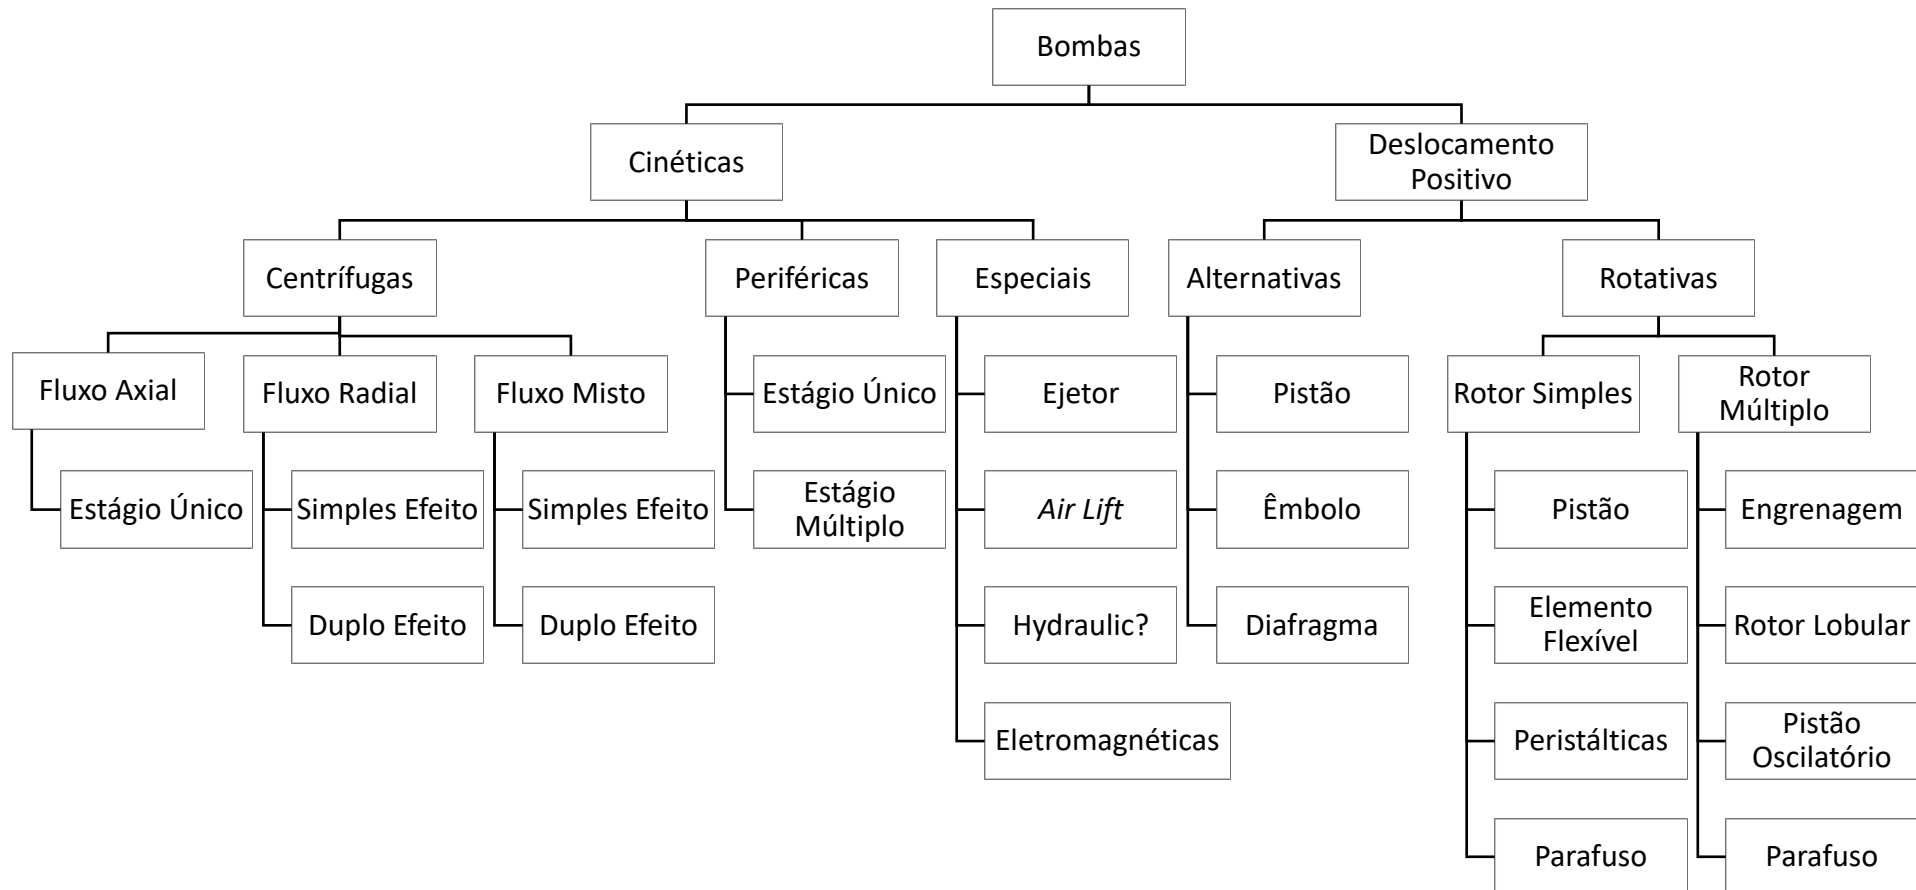 Bombas
Cinéticas
Deslocamento
Positivo
Centrífugas
Periféricas
Especiais
Alternativas
Rotativas
Fluxo Axial
Fluxo Radial
Fluxo Misto
Estágio Único
Ejetor
Pistão
Rotor Simples
Rotor
Múltiplo
Estágio Único
Simples Efeito
Simples Efeito
Estágio
Múltiplo
Air Lift
Êmbolo
Pistão
Engrenagem
Duplo Efeito
Duplo Efeito
Hydraulic?
Diafragma
Elemento
Flexível
Rotor Lobular
Eletromagnéticas
Peristálticas
Pistão
Oscilatório
Parafuso
Parafuso